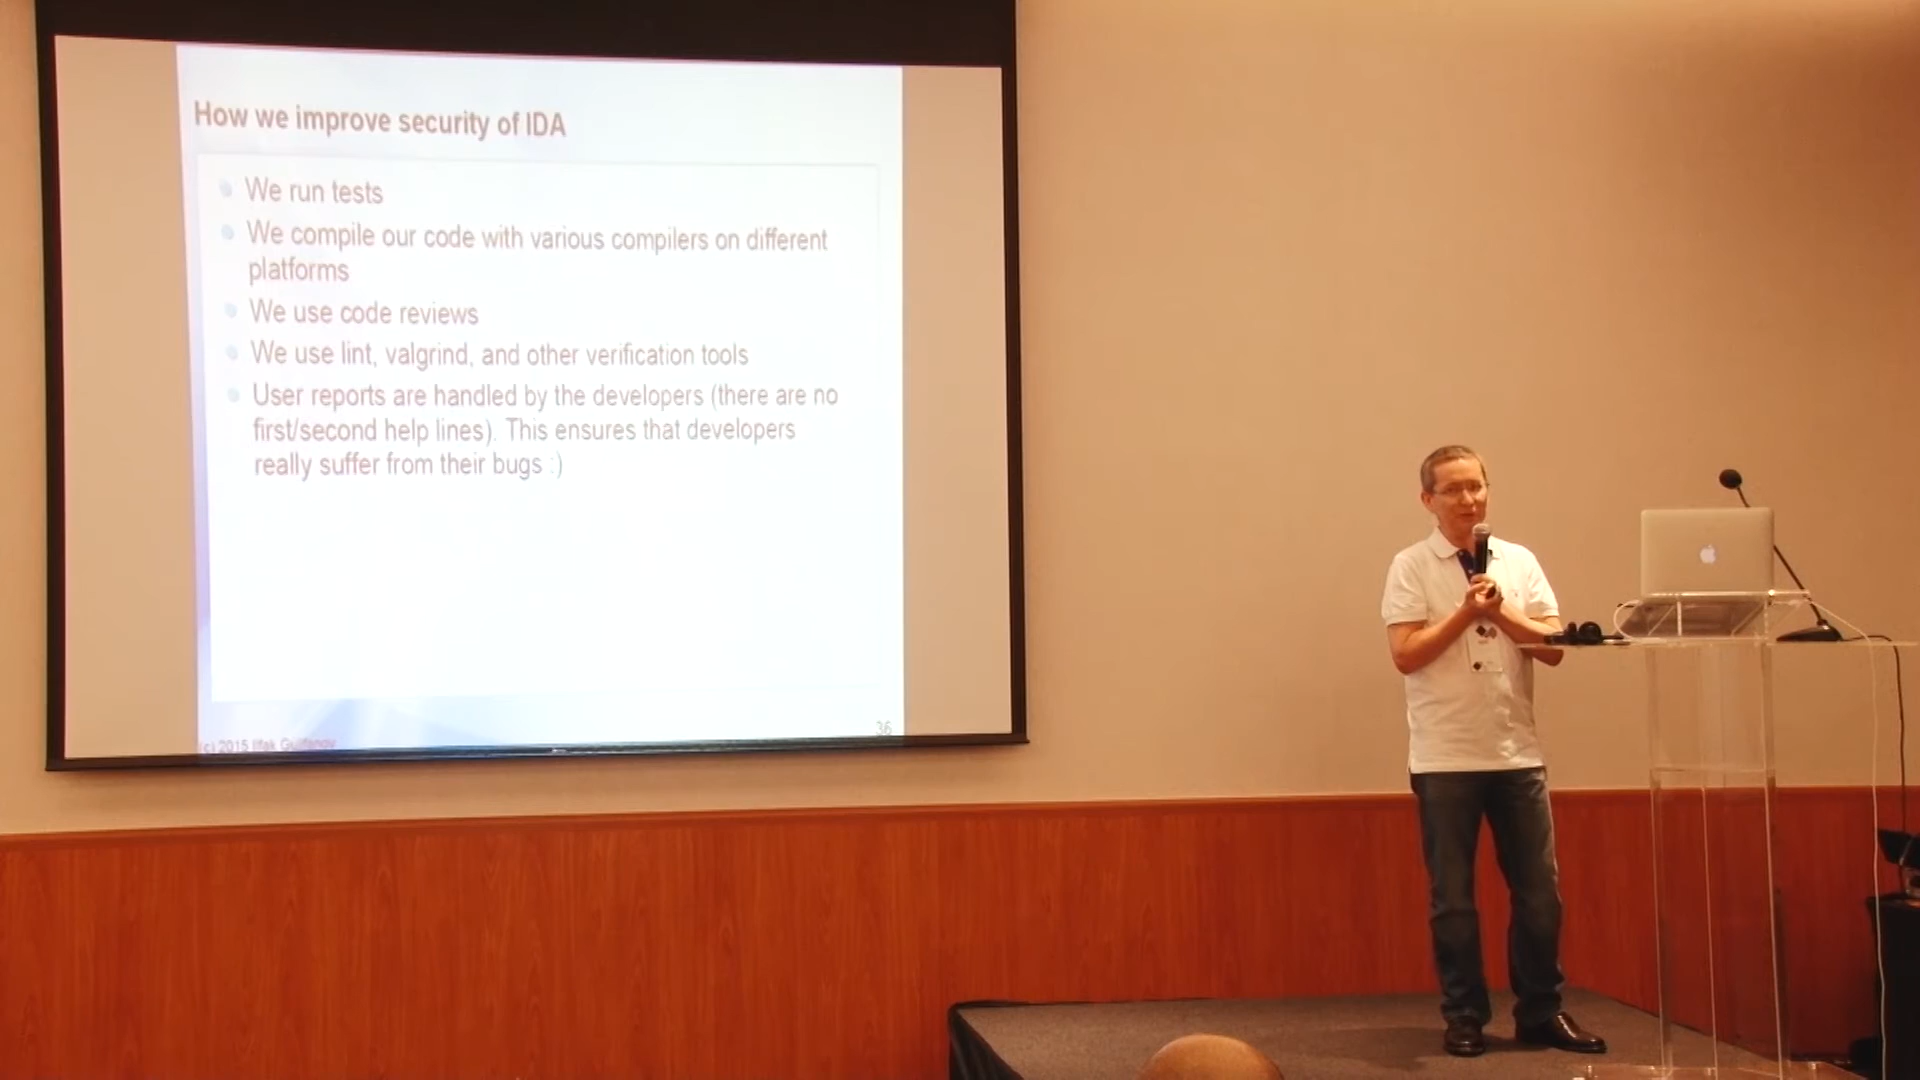 How we improve security of IDA
We run tests
We compile our code with various compilers on different
platforms
We use code reviews
We use lint, valgrind, and other verification tools
User reports are handled by the developers (there are no
first/second help lines). This ensures that developers
really suffer from their bugs :)
(c) 2015 Ilfak Guilfanov
36